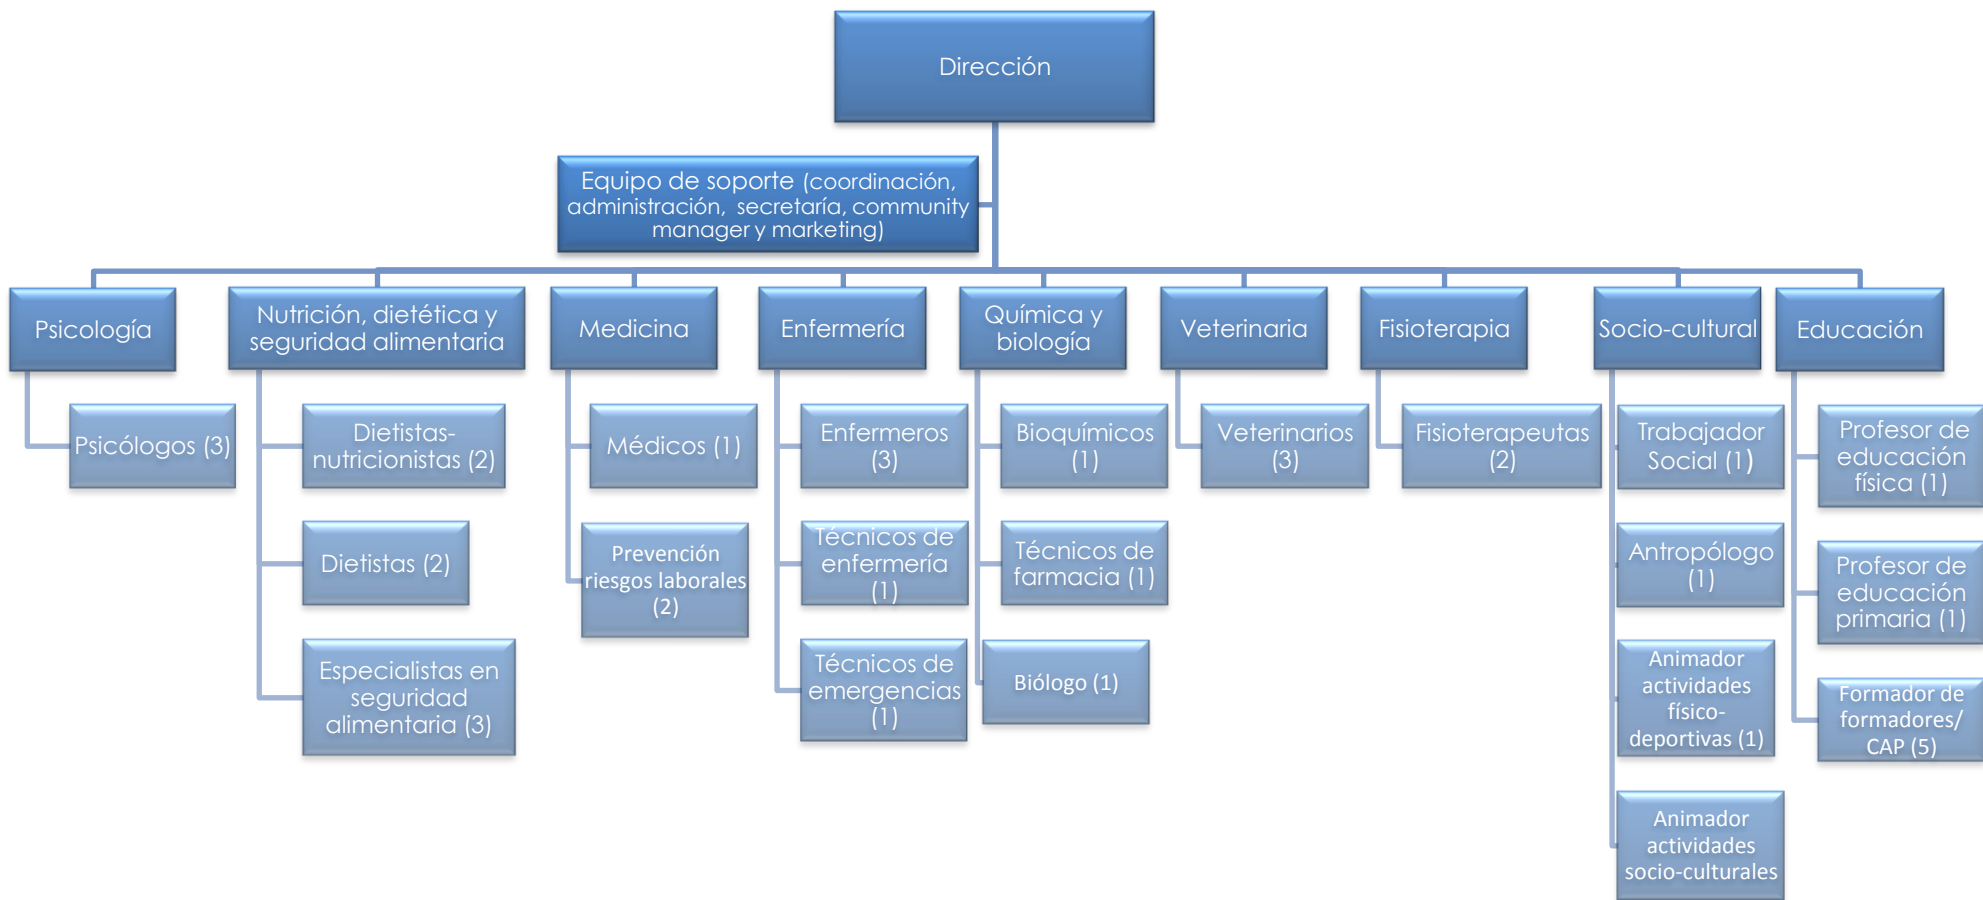 Dirección
Equipo de soporte (coordinación,
administración, secretaría, community
manager y marketing)
Psicología
Nutrición, dietética y
seguridad alimentaria
Medicina
Enfermería
Química y
biología
Veterinaria
Fisioterapia
Socio-cultural
Educación
Psicólogos (3)
Dietistas-
nutricionistas (2)
Dietistas (2)
Especialistas en
seguridad
alimentaria (3)
Médicos (1)
Prevención
riesgos laborales
(2)
Enfermeros
(3)
Técnicos de
enfermería
(1)
Técnicos de
emergencias
(1)
Bioquímicos
(1)
Técnicos de
farmacia (1)
Biólogo (1)
Veterinarios
(3)
Fisioterapeutas
(2)
Trabajador
Social (1)
Antropólogo
(1)
Animador
actividades
físico-
deportivas (1)
Animador
actividades
socio-culturales
Profesor de
educación
física (1)
Profesor de
educación
primaria (1)
Formador de
formadores/
CAP (5)